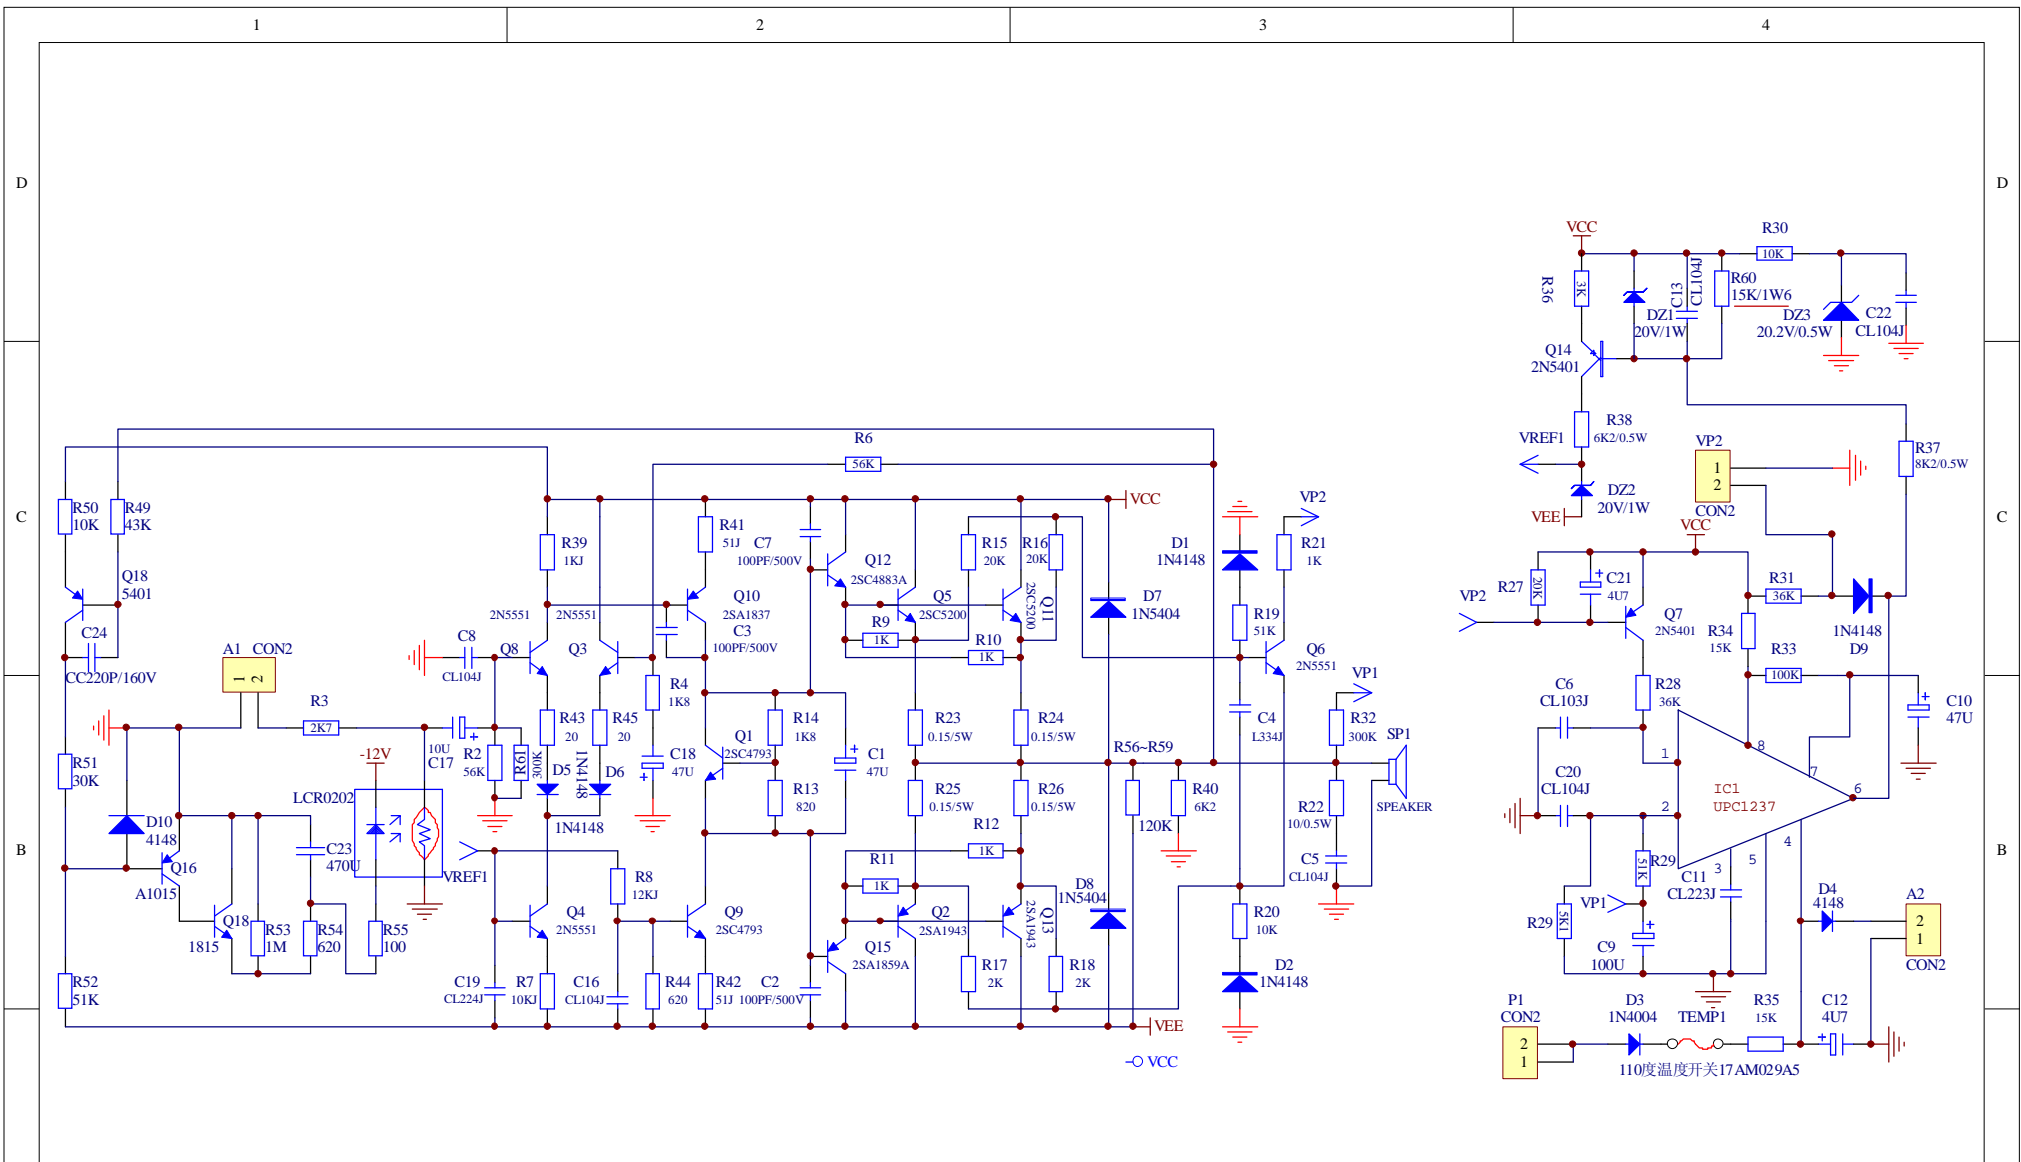 1 2 3 4
D D
VCC
R30
10K
R36
3K
C13
CL104J
R60
15K/1W6
DZ1
20V/1W
DZ3
20.2V/0.5W
C22
CL104J
Q14
2N5401
R38
6K2/0.5W
VREF1
VP2
1
2
CON2
R37
8K2/0.5W
DZ2
20V/1W
VEE
VCC
C C
R6
56K
R50
10K
R49
43K
VCC
VP2
R39
1KJ
R41
51J
C7
100PF/500V
Q12
2SC4883A
R15
20K
R16
20K
D1
1N4148
R21
1K
Q18
5401
2N5551
2N5551
Q10
2SA1837
Q5
2SC5200
2SC5200
Q11
D7
1N5404
R19
51K
R27
20K
C21
4U7
R31
36K
VP2
Q7
2N5401
R34
15K
1N4148
D9
C24
CC220P/160V
A1 CON2
1
2
C8
CL104J
Q8
Q3
C3
100PF/500V
R9
1K
R10
1K
Q6
2N5551
R33
100K
R3
2K7
R4
1K8
VP1
C6
CL103J
R28
36K
C10
47U
10U
C17
R2
56K
R61
300K
R43
20
R45
20
R14
1K8
R23
0.15/5W
R24
0.15/5W
C4
L334J
R32
300K
SP1
-12V
Q1
2SC4793
C18
47U
C1
47U
R56~R59
SPEAKER
R51
30K
D5
1N4148
D6
1N4148
R13
820
R25
0.15/5W
R26
0.15/5W
120K
R40
6K2
R22
10/0.5W
C20
CL104J
1
2
8
7
6
IC1
UPC1237
3
5
4
LCR0202
D10
4148
C23
470U
B B
R12
1K
Q16
A1015
VREF1
R8
12KJ
R11
1K
C5
CL104J
D8
1N5404
R29
51K
C11
CL223J
D4
4148
A2
2
1
CON2
Q18
1815
R53
1M
R54
620
R55
100
Q4
2N5551
Q9
2SC4793
Q2
2SA1943
2SA1943
Q13
R20
10K
R29
5K1
VP1
C9
100U
Q15
2SA1859A
R52
51K
C19
CL224J
R7
10KJ
C16
CL104J
R44
620
R42
51J
C2
100PF/500V
R17
2K
R18
2K
D2
1N4148
VEE
VCC
P1
CON2
2
1
D3
1N4004
TEMP1
R35
15K
C12
4U7
110度温度开关17AM029A5